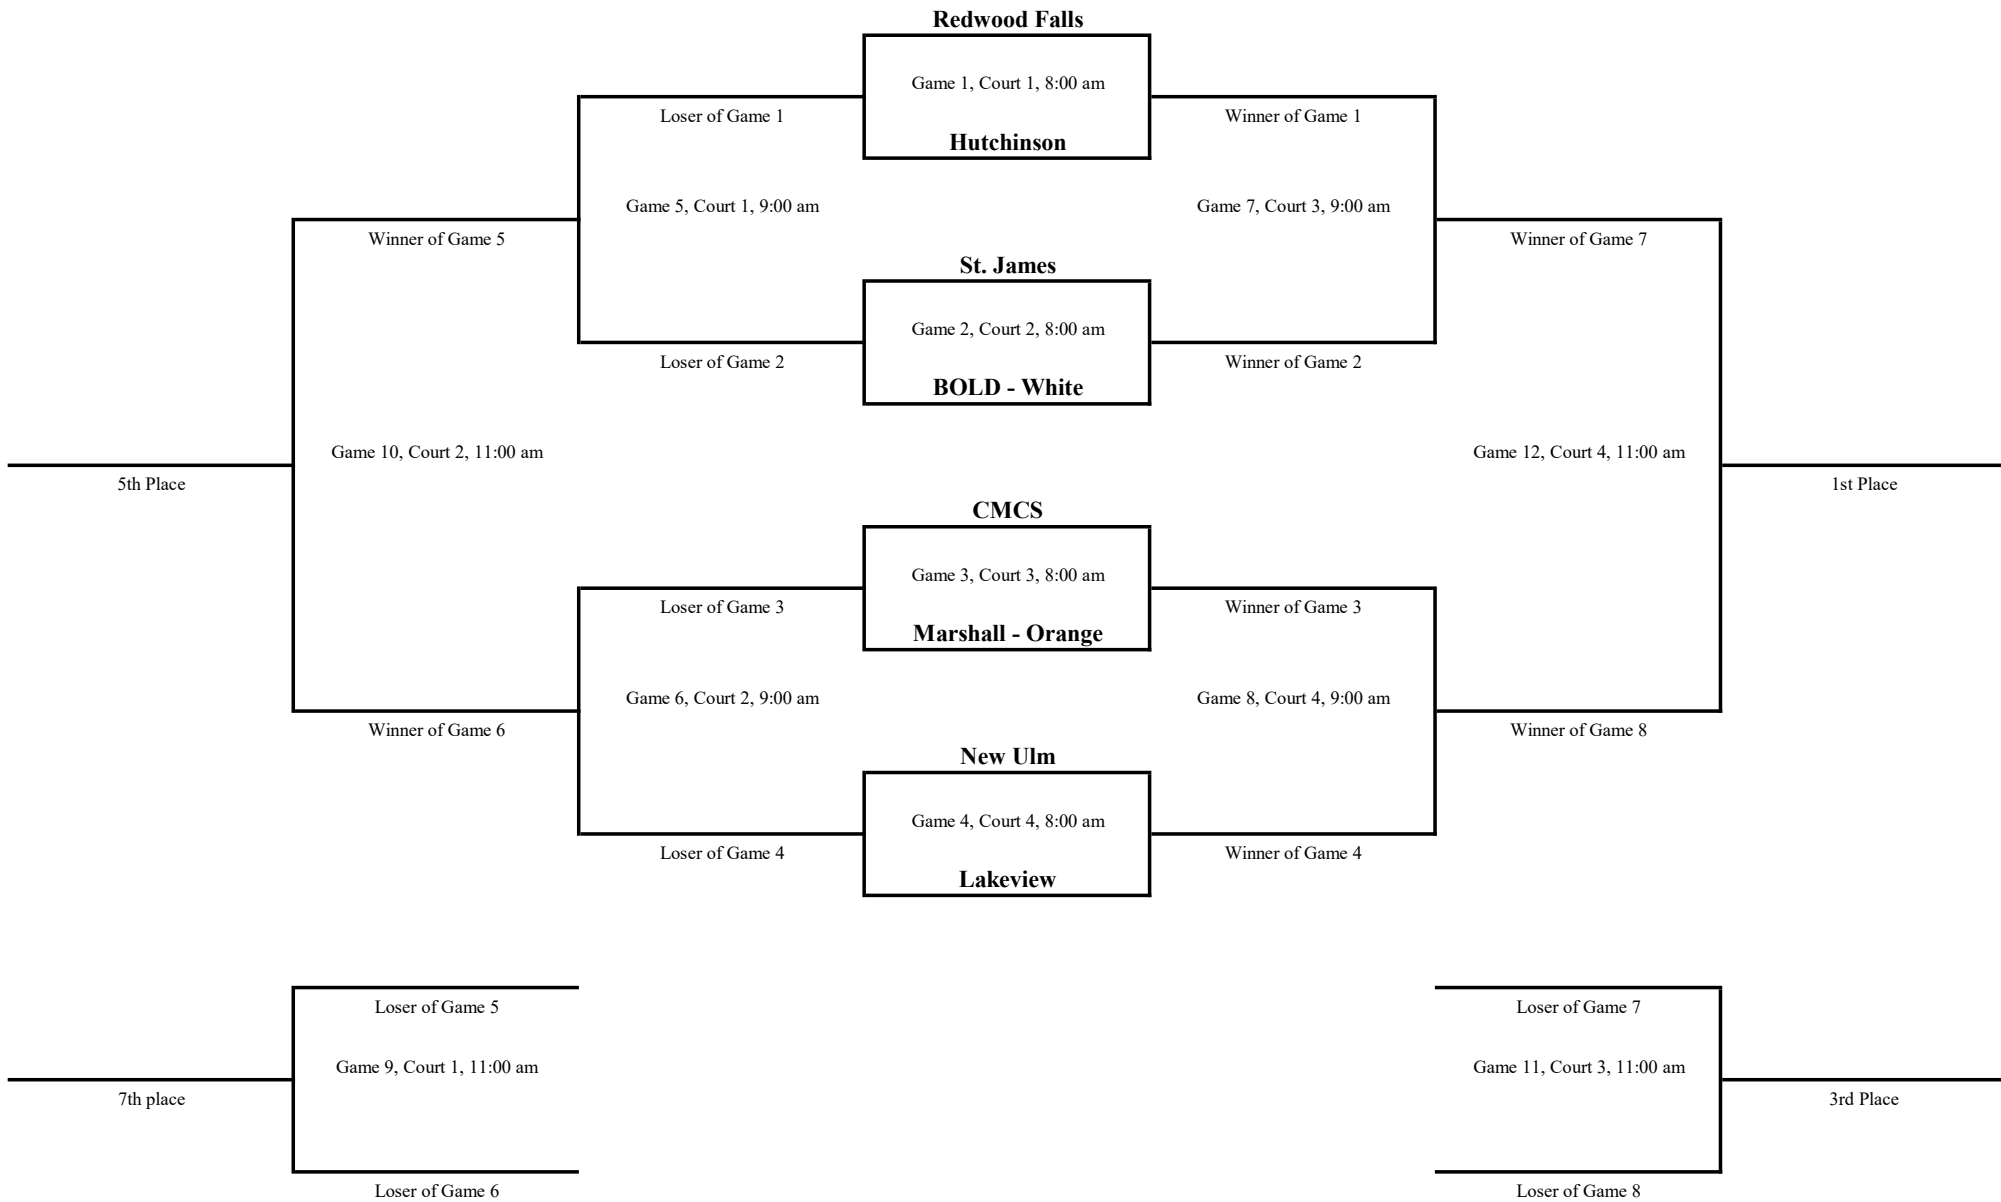 Redwood Falls
Game 1, Court 1, 8:00 am
Loser of Game 1
Winner of Game 1
Hutchinson
Game 5, Court 1, 9:00 am
Game 7, Court 3, 9:00 am
Winner of Game 5
Winner of Game 7
St. James
Game 2, Court 2, 8:00 am
Loser of Game 2
Winner of Game 2
BOLD - White
Game 10, Court 2, 11:00 am
Game 12, Court 4, 11:00 am
5th Place
1st Place
CMCS
Game 3, Court 3, 8:00 am
Loser of Game 3
Winner of Game 3
Marshall - Orange
Game 6, Court 2, 9:00 am
Game 8, Court 4, 9:00 am
Winner of Game 6
Winner of Game 8
New Ulm
Game 4, Court 4, 8:00 am
Loser of Game 4
Winner of Game 4
Lakeview
Loser of Game 5
Loser of Game 7
Game 9, Court 1, 11:00 am
Game 11, Court 3, 11:00 am
7th place
3rd Place
Loser of Game 6
Loser of Game 8